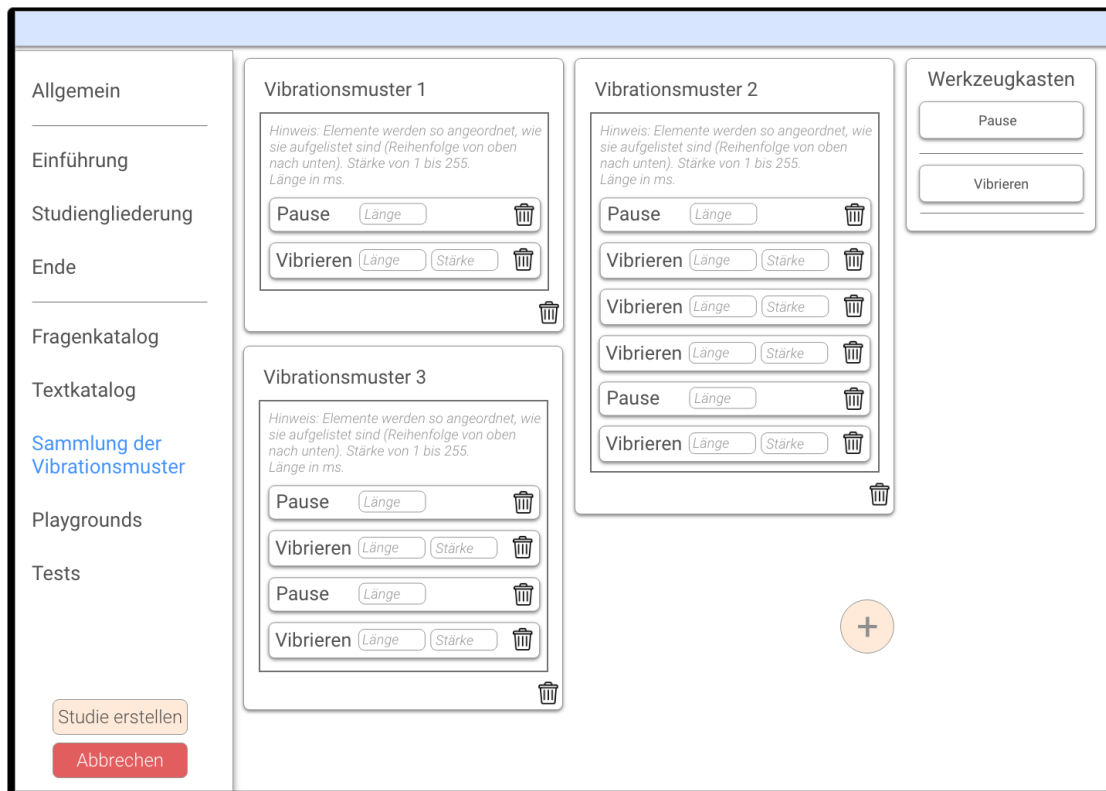 Allgemein
Einführung
Studiengliederung
Ende
Fragenkatalog
Textkatalog
Sammlung der
Vibrationsmuster
Playgrounds
Tests
Studie erstellen
Abbrechen
Vibrationsmuster 1
Hinweis: Elemente werden so angeordnet, wie
sie aufgelistet sind (Reihenfolge von oben
nach unten). Stärke von 1 bis 255.
Länge in ms.
Pause Länge
Vibrieren Länge Stärke
Vibrationsmuster 3
Hinweis: Elemente werden so angeordnet, wie
sie aufgelistet sind (Reihenfolge von oben
nach unten). Stärke von 1 bis 255.
Länge in ms.
Pause Länge
Vibrieren Länge Stärke
Pause Länge
Vibrieren Länge Stärke
Vibrationsmuster 2
Hinweis: Elemente werden so angeordnet, wie
sie aufgelistet sind (Reihenfolge von oben
nach unten). Stärke von 1 bis 255.
Länge in ms.
Pause Länge
Vibrieren Länge Stärke
Vibrieren Länge Stärke
Vibrieren Länge Stärke
Pause Länge
Vibrieren Länge Stärke
+
Werkzeugkasten
Pause
Vibrieren